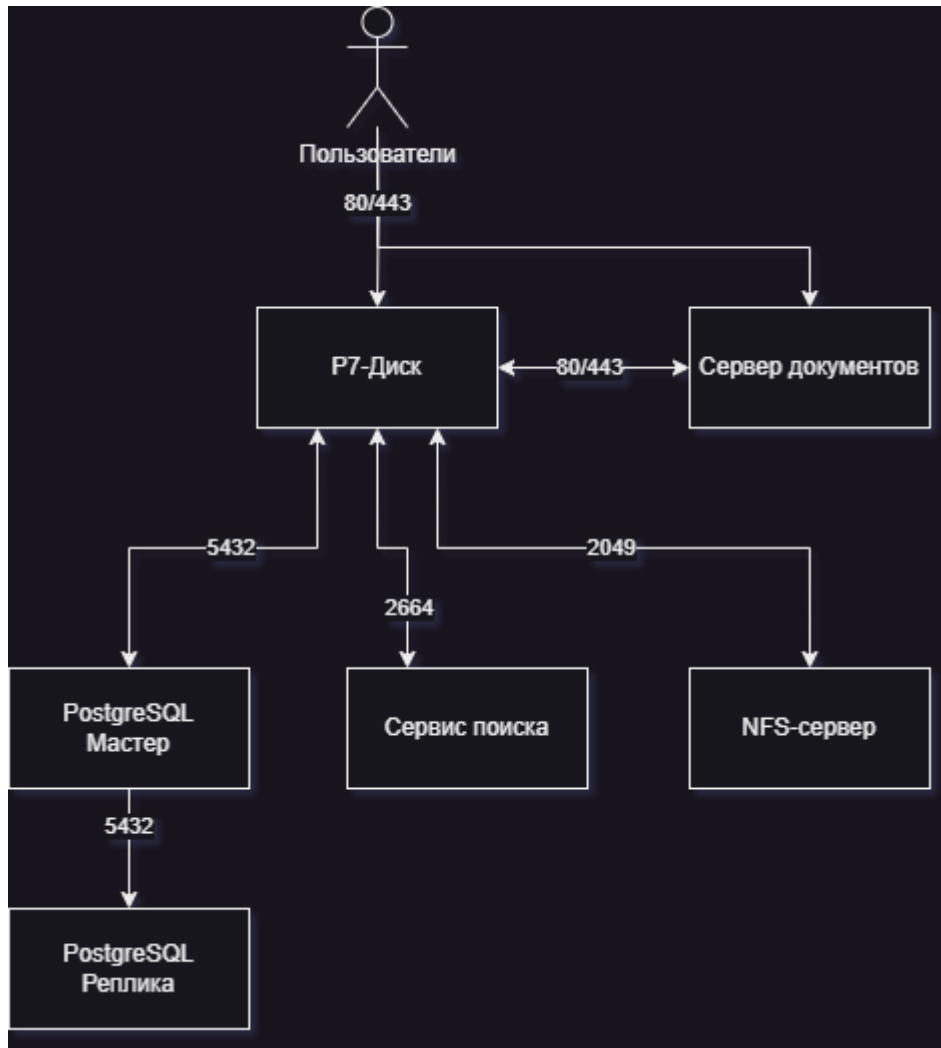 Пользователи
80/443
Р7-Диск
80/443
Сервер документов
5432
2049
2664
PostgreSQL
Мастер
Сервис поиска
NFS-сервер
5432
PostgreSQL
Реплика